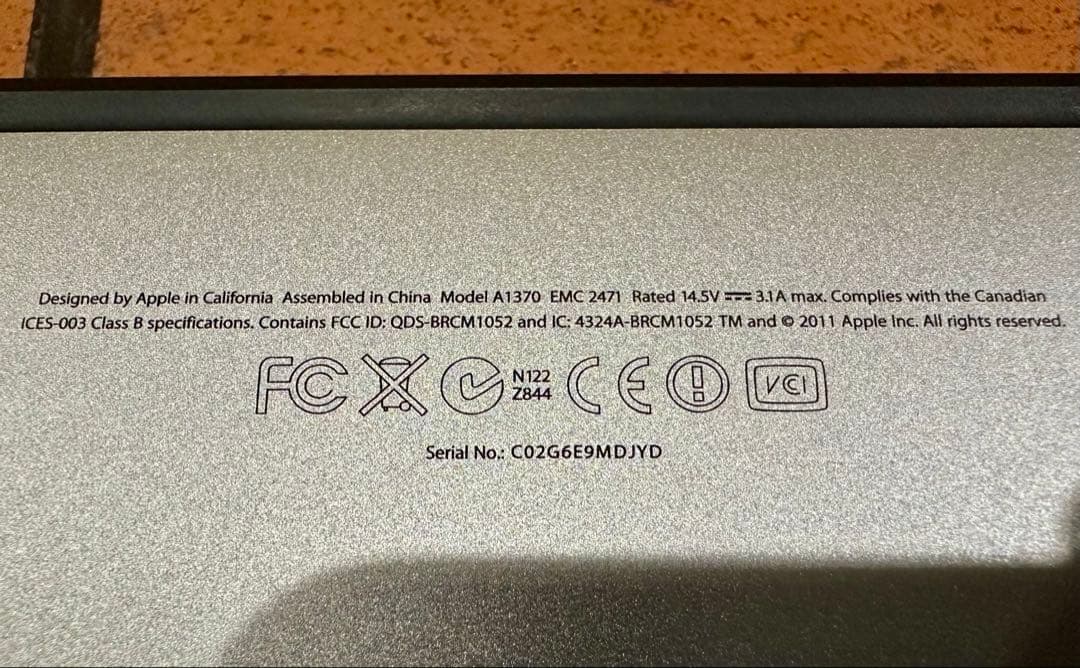 Designed by Apple in California Assembled in China Model A1370 EMC 2471 Rated 14.5V ⎓ 3.1A max. Complies with the Canadian
ICES-003 Class B specifications. Contains FCC ID: QDS-BRCM1052 and IC: 4324A-BRCM1052 TM and © 2011 Apple Inc. All rights reserved.
FC N122 CE VCI
Z844
Serial No.: C02G6E9MDJYD